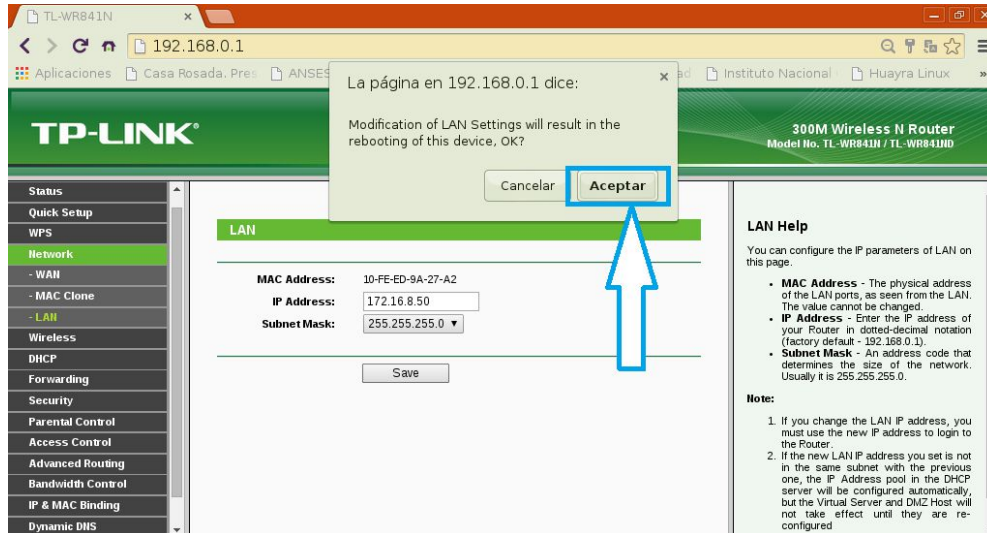 TL-WR841N
192.168.0.1
Aplicaciones
Casa Rosada. Pres
ANSES
Instituto Nacional
Huayra Linux
»
La página en 192.168.0.1 dice:
Modification of LAN Settings will result in the
rebooting of this device, OK?
Cancelar
Aceptar
TP-LINK®
300M Wireless N Router
Model No. TL-WR841N / TL-WR841ND
Status
Quick Setup
WPS
Network
- WAN
- MAC Clone
- LAN
Wireless
DHCP
Forwarding
Security
Parental Control
Access Control
Advanced Routing
Bandwidth Control
IP & MAC Binding
Dynamic DNS
LAN
MAC Address: 10-FE-ED-9A-27-A2
IP Address: 172.16.8.50
Subnet Mask: 255.255.255.0
Save
LAN Help
You can configure the IP parameters of LAN on
this page.
• MAC Address - The physical address
of the LAN ports, as seen from the LAN.
The value cannot be changed.
• IP Address - Enter the IP address of
your Router in dotted-decimal notation
(factory default - 192.168.0.1).
• Subnet Mask - An address code that
determines the size of the network.
Usually it is 255.255.255.0.
Note:
1. If you change the LAN IP address, you
must use the new IP address to login to
the Router.
2. If the new LAN IP address you set is not
in the same subnet with the previous
one, the IP Address pool in the DHCP
server will be configured automatically,
but the Virtual Server and DMZ Host will
not take effect until they are re-
configured